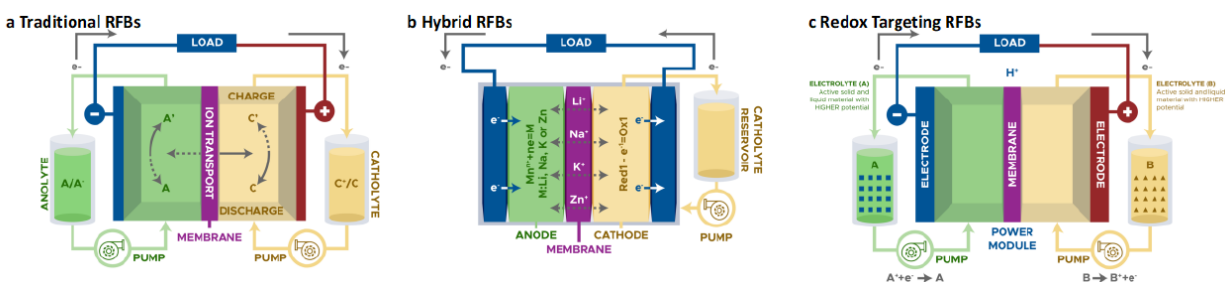 a Traditional RFBs
LOAD
e-
e-
CHARGE
A+
C+
ION TRANSPORT
A
C
DISCHARGE
ANOLYTE
A/A-
CATHOLYTE
C+/C
MEMBRANE
PUMP
PUMP
b Hybrid RFBs
LOAD
e-
e-
Li+
Na+
K+
Zn+
e-
e-
e-
e-
Mn++ne=M
M:Li, Na, K or Zn
Red1 - e-1=Ox1
CATHOLYTE
RESERVOIR
ANODE
CATHODE
MEMBRANE
PUMP
c Redox Targeting RFBs
LOAD
e-
e-
H+
ELECTROLYTE (A)
Active solid and
liquid material with
HIGHER potential
ELECTROLYTE (B)
Active solid and liquid
material with HIGHER
potential
A
ELECTRODE
MEMBRANE
ELECTRODE
B
POWER
MODULE
PUMP
PUMP
A++e- → A
B → B++e-